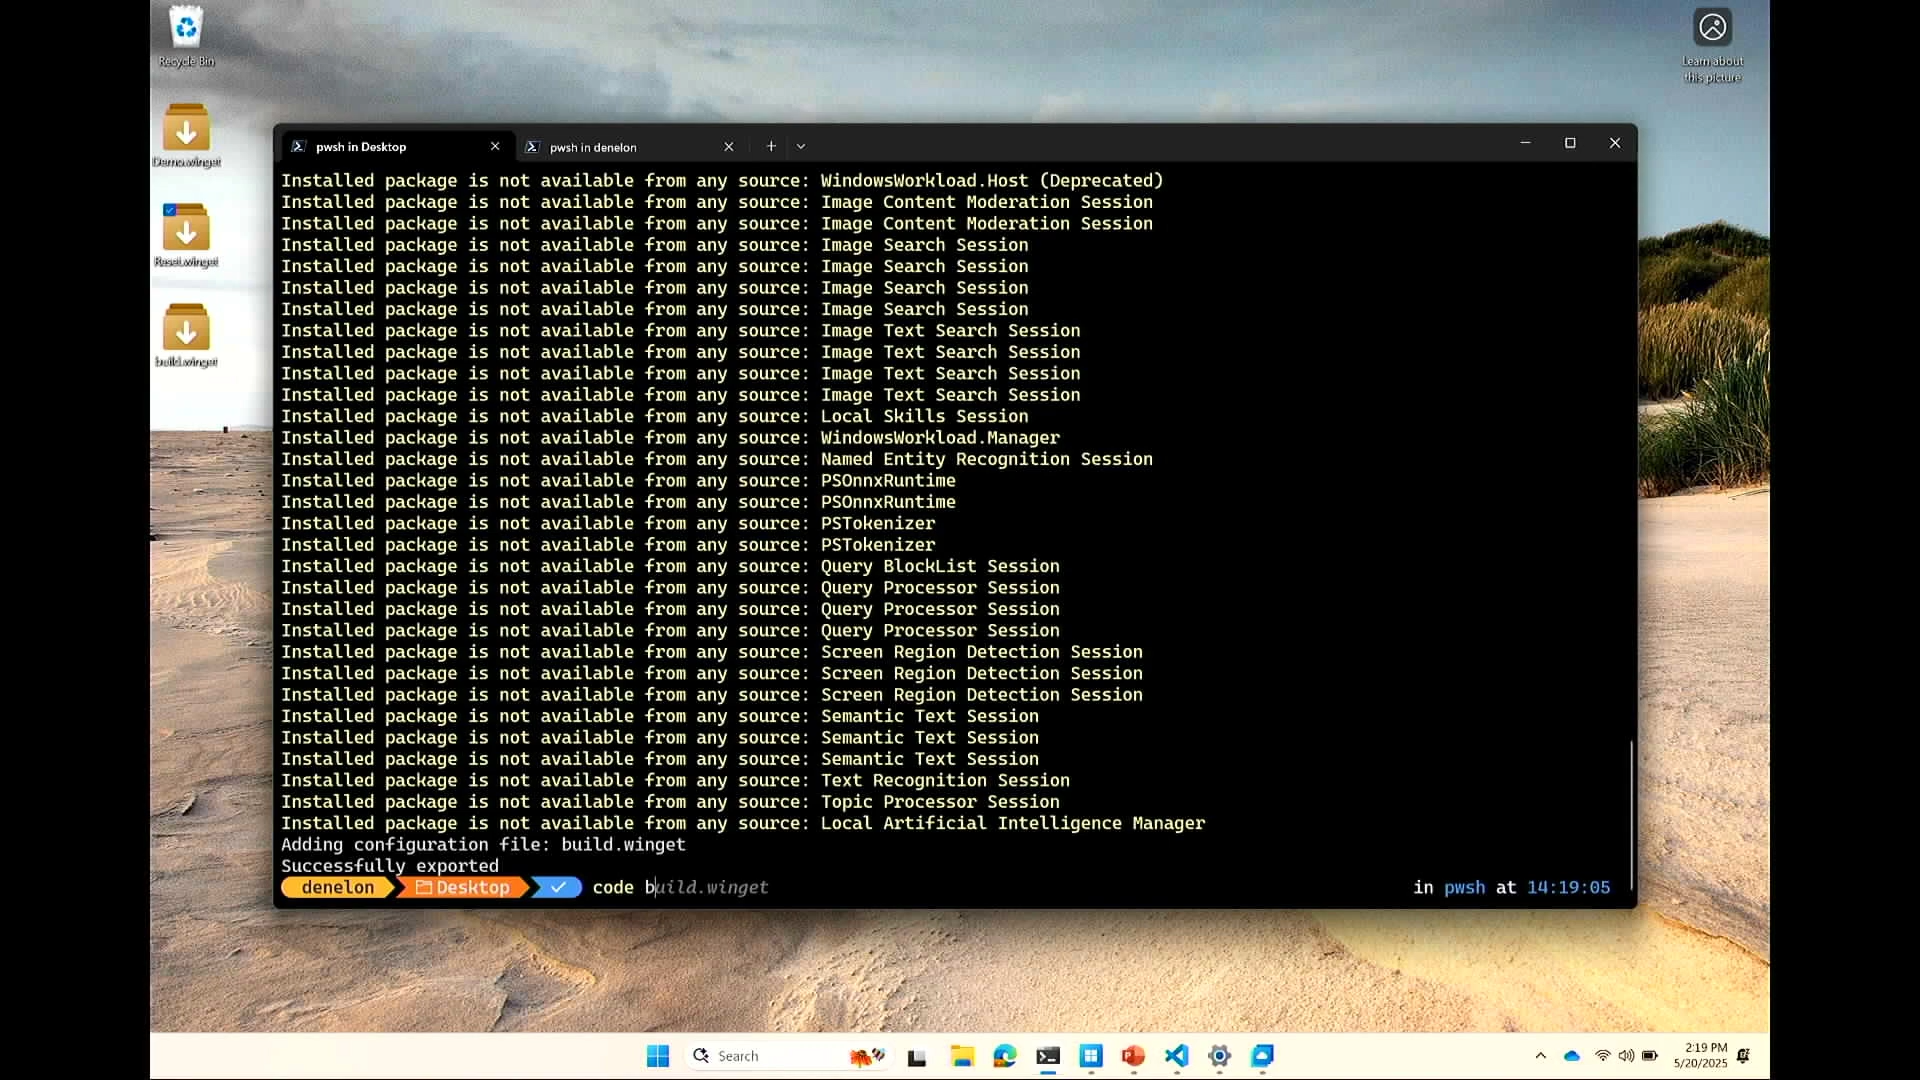 Recycle Bin
Learn about
this picture
Demo.winget
Reset.winget
build.winget
pwsh in Desktop
pwsh in denelon
Installed package is not available from any source: WindowsWorkload.Host (Deprecated)
Installed package is not available from any source: Image Content Moderation Session
Installed package is not available from any source: Image Content Moderation Session
Installed package is not available from any source: Image Search Session
Installed package is not available from any source: Image Search Session
Installed package is not available from any source: Image Search Session
Installed package is not available from any source: Image Search Session
Installed package is not available from any source: Image Text Search Session
Installed package is not available from any source: Image Text Search Session
Installed package is not available from any source: Image Text Search Session
Installed package is not available from any source: Image Text Search Session
Installed package is not available from any source: Local Skills Session
Installed package is not available from any source: WindowsWorkload.Manager
Installed package is not available from any source: Named Entity Recognition Session
Installed package is not available from any source: PSOnnxRuntime
Installed package is not available from any source: PSOnnxRuntime
Installed package is not available from any source: PSTokenizer
Installed package is not available from any source: PSTokenizer
Installed package is not available from any source: Query BlockList Session
Installed package is not available from any source: Query Processor Session
Installed package is not available from any source: Query Processor Session
Installed package is not available from any source: Query Processor Session
Installed package is not available from any source: Screen Region Detection Session
Installed package is not available from any source: Screen Region Detection Session
Installed package is not available from any source: Screen Region Detection Session
Installed package is not available from any source: Semantic Text Session
Installed package is not available from any source: Semantic Text Session
Installed package is not available from any source: Semantic Text Session
Installed package is not available from any source: Text Recognition Session
Installed package is not available from any source: Topic Processor Session
Installed package is not available from any source: Local Artificial Intelligence Manager
Adding configuration file: build.winget
Successfully exported
denelon Desktop code build.winget in pwsh at 14:19:05
Search
2:19 PM
5/20/2025